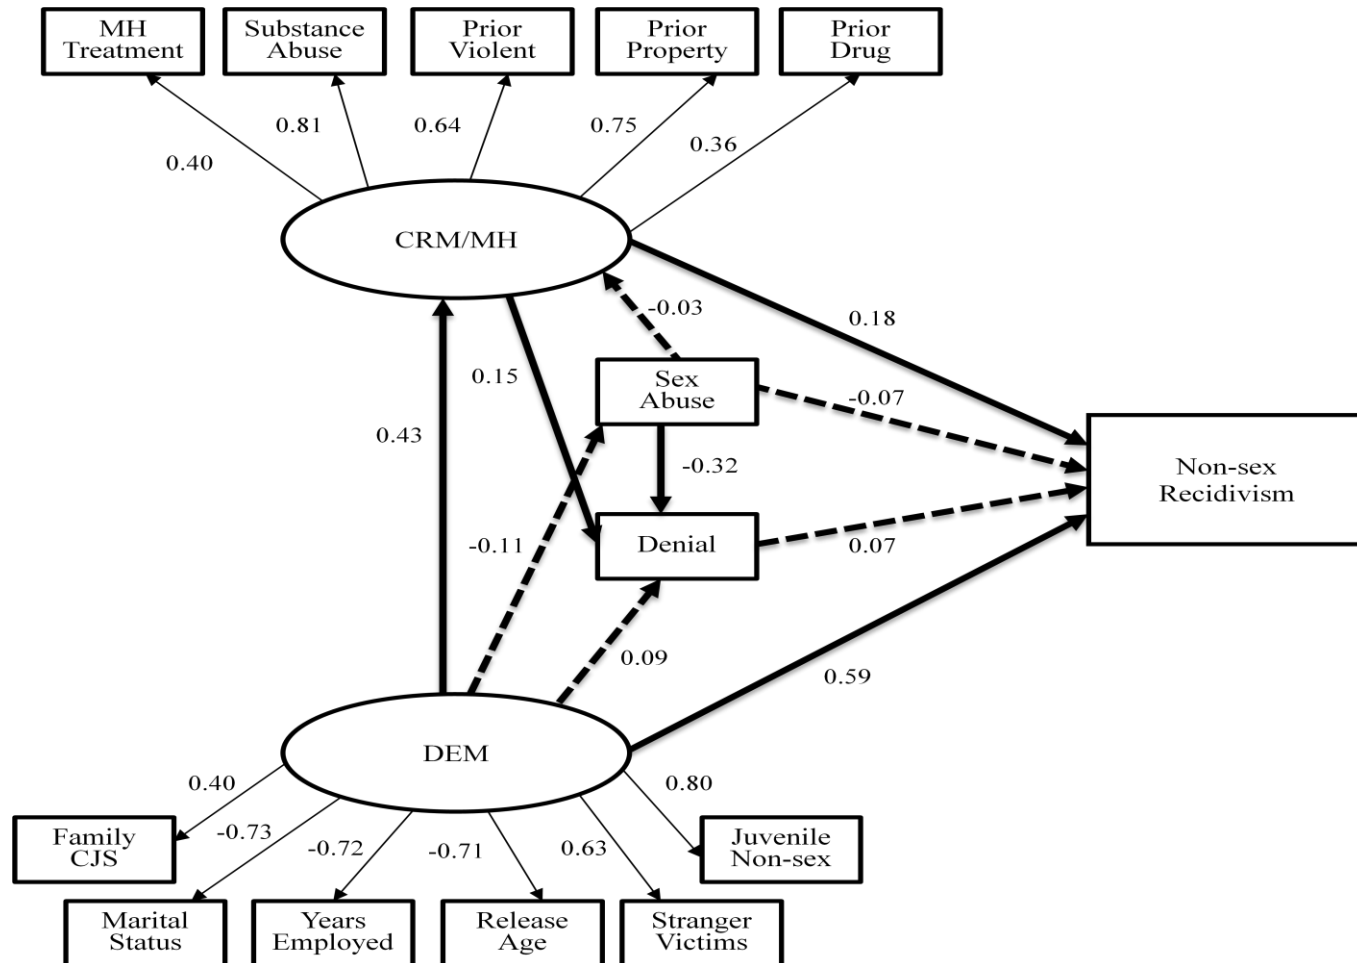 MH
Treatment
Substance
Abuse
Prior
Violent
Prior
Property
Prior
Drug
0.40
0.81
0.64
0.75
0.36
CRM/MH
-0.03
0.18
0.15
Sex
Abuse
-0.07
0.43
-0.32
Non-sex
Recidivism
-0.11
Denial
0.07
0.09
0.59
DEM
0.40
-0.73
-0.72
-0.71
0.63
0.80
Family
CJS
Juvenile
Non-sex
Marital
Status
Years
Employed
Release
Age
Stranger
Victims